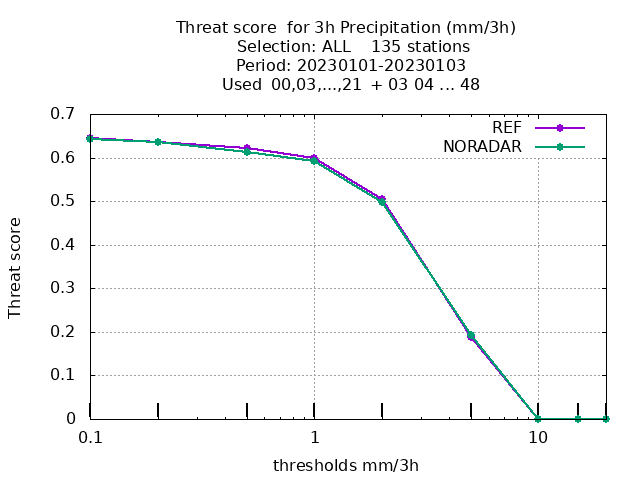 Threat score  for 3h Precipitation (mm/3h)
Selection: ALL    135 stations
Period: 20230101-20230103
Used  00,03,...,21  + 03 04 ... 48
REF
NORADAR
0.7
0.6
0.5
0.4
0.3
0.2
0.1
0
Threat score
0.1 1 10
thresholds mm/3h